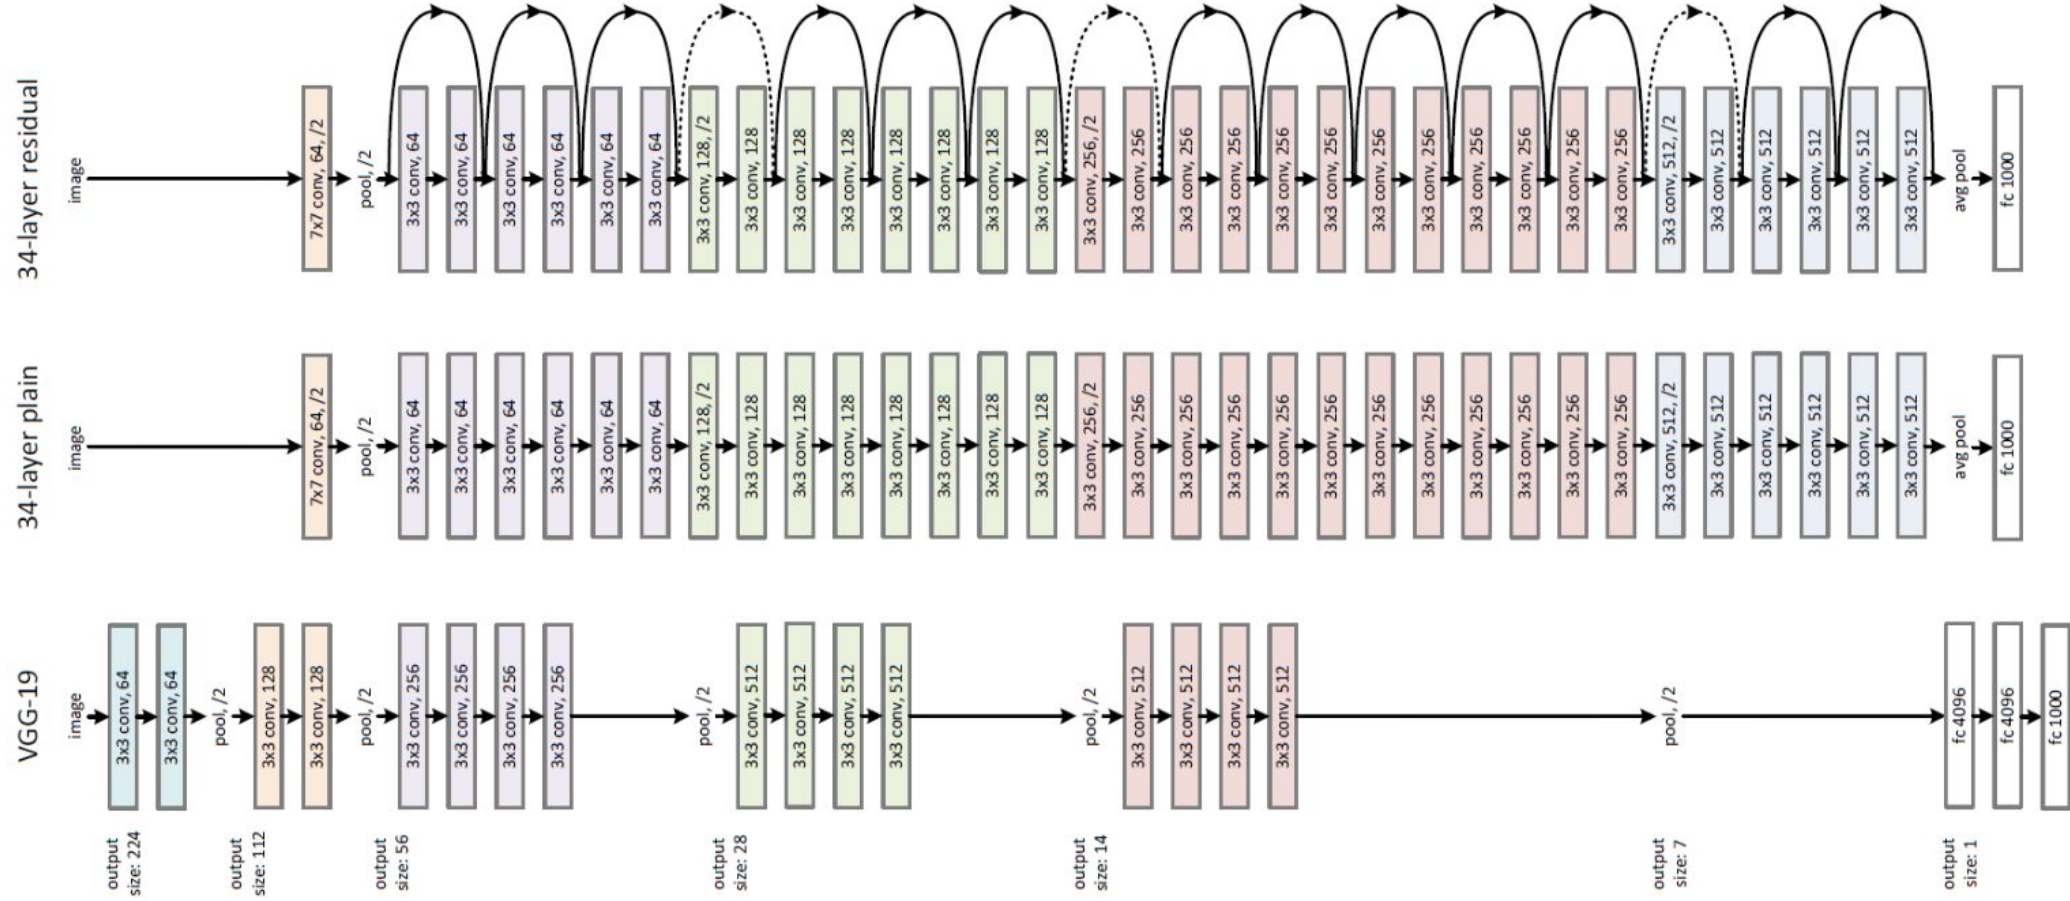 output
size: 224
output
size: 112
output
size: 56
output
size: 28
output
size: 14
output
size: 7
output
size: 1
VGG-19
image
3x3 conv, 64
3x3 conv, 64
pool, /2
3x3 conv, 128
3x3 conv, 128
pool, /2
3x3 conv, 256
3x3 conv, 256
3x3 conv, 256
3x3 conv, 256
pool, /2
3x3 conv, 512
3x3 conv, 512
3x3 conv, 512
3x3 conv, 512
pool, /2
3x3 conv, 512
3x3 conv, 512
3x3 conv, 512
3x3 conv, 512
pool, /2
fc 4096
fc 4096
fc 1000
34-layer plain
image
7x7 conv, 64, /2
pool, /2
3x3 conv, 64
3x3 conv, 64
3x3 conv, 64
3x3 conv, 64
3x3 conv, 64
3x3 conv, 64
3x3 conv, 128, /2
3x3 conv, 128
3x3 conv, 128
3x3 conv, 128
3x3 conv, 128
3x3 conv, 128
3x3 conv, 128
3x3 conv, 128
3x3 conv, 256, /2
3x3 conv, 256
3x3 conv, 256
3x3 conv, 256
3x3 conv, 256
3x3 conv, 256
3x3 conv, 256
3x3 conv, 256
3x3 conv, 256
3x3 conv, 256
3x3 conv, 256
3x3 conv, 256
3x3 conv, 512, /2
3x3 conv, 512
3x3 conv, 512
3x3 conv, 512
3x3 conv, 512
3x3 conv, 512
avg pool
fc 1000
34-layer residual
image
7x7 conv, 64, /2
pool, /2
3x3 conv, 64
3x3 conv, 64
3x3 conv, 64
3x3 conv, 64
3x3 conv, 64
3x3 conv, 64
3x3 conv, 128, /2
3x3 conv, 128
3x3 conv, 128
3x3 conv, 128
3x3 conv, 128
3x3 conv, 128
3x3 conv, 128
3x3 conv, 128
3x3 conv, 256, /2
3x3 conv, 256
3x3 conv, 256
3x3 conv, 256
3x3 conv, 256
3x3 conv, 256
3x3 conv, 256
3x3 conv, 256
3x3 conv, 256
3x3 conv, 256
3x3 conv, 256
3x3 conv, 256
3x3 conv, 512, /2
3x3 conv, 512
3x3 conv, 512
3x3 conv, 512
3x3 conv, 512
3x3 conv, 512
avg pool
fc 1000